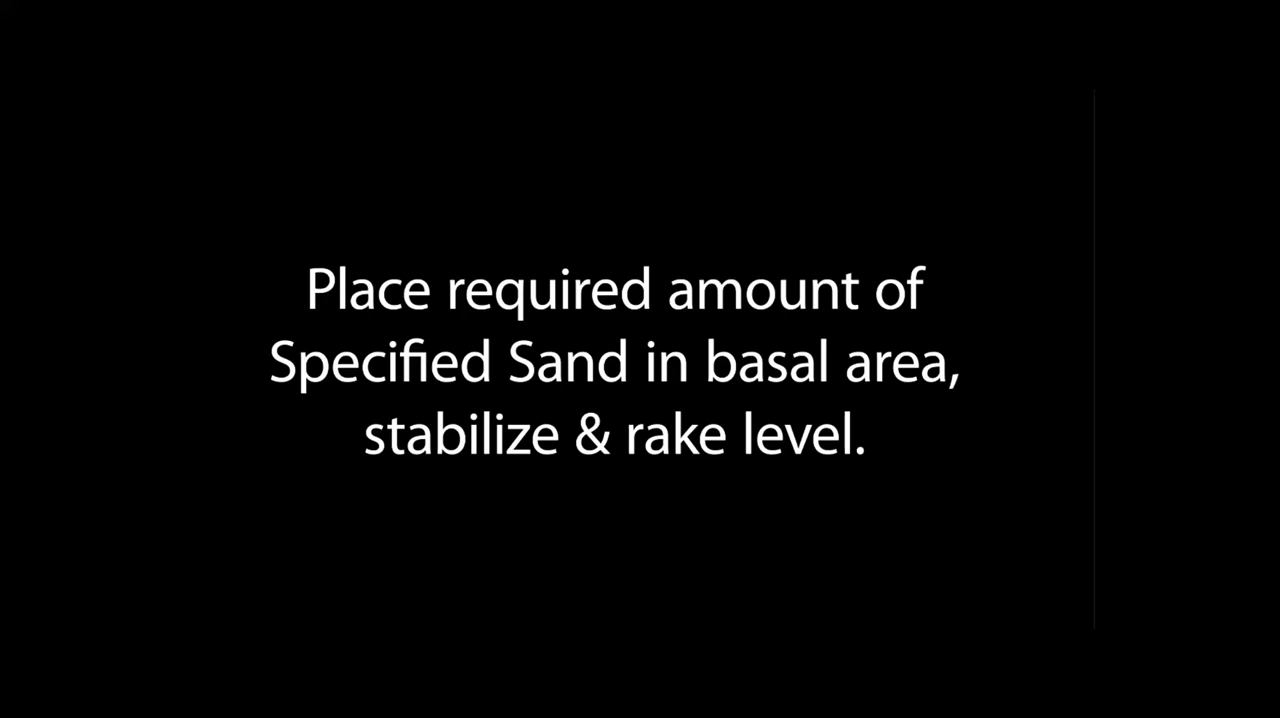 Place required amount of
Specified Sand in basal area,
stabilize & rake level.